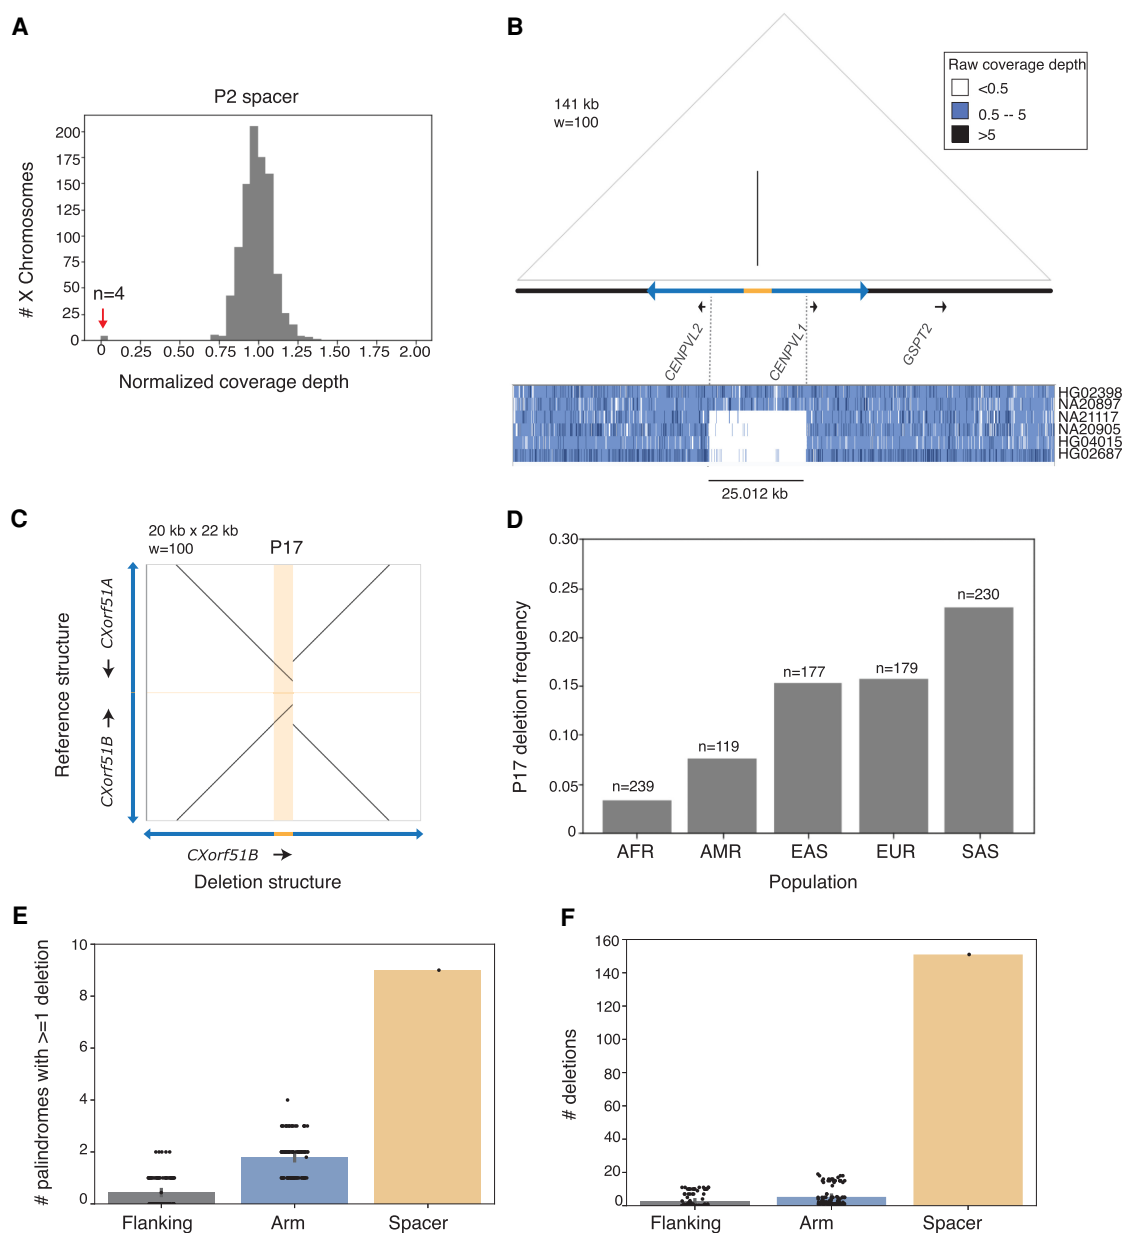 A
P2 spacer
# X Chromosomes
200
175
150
125
100
75
50
25
0
n=4
0
0.25
0.50
0.75
1.00
1.25
1.50
1.75
2.00
Normalized coverage depth
B
141 kb
w=100
Raw coverage depth
<0.5
0.5 -- 5
>5
CENPVL2
CENPVL1
GSPT2
HG02398
NA20897
NA21117
NA20905
HG04015
HG02687
25.012 kb
C
20 kb x 22 kb
w=100
P17
Reference structure
CXorf51A
CXorf51B
CXorf51B
Deletion structure
D
P17 deletion frequency
0.30
0.25
0.20
0.15
0.10
0.05
0
n=239
n=119
n=177
n=179
n=230
AFR
AMR
EAS
EUR
SAS
Population
E
# palindromes with >=1 deletion
10
8
6
4
2
0
Flanking
Arm
Spacer
F
# deletions
160
140
120
100
80
60
40
20
0
Flanking
Arm
Spacer